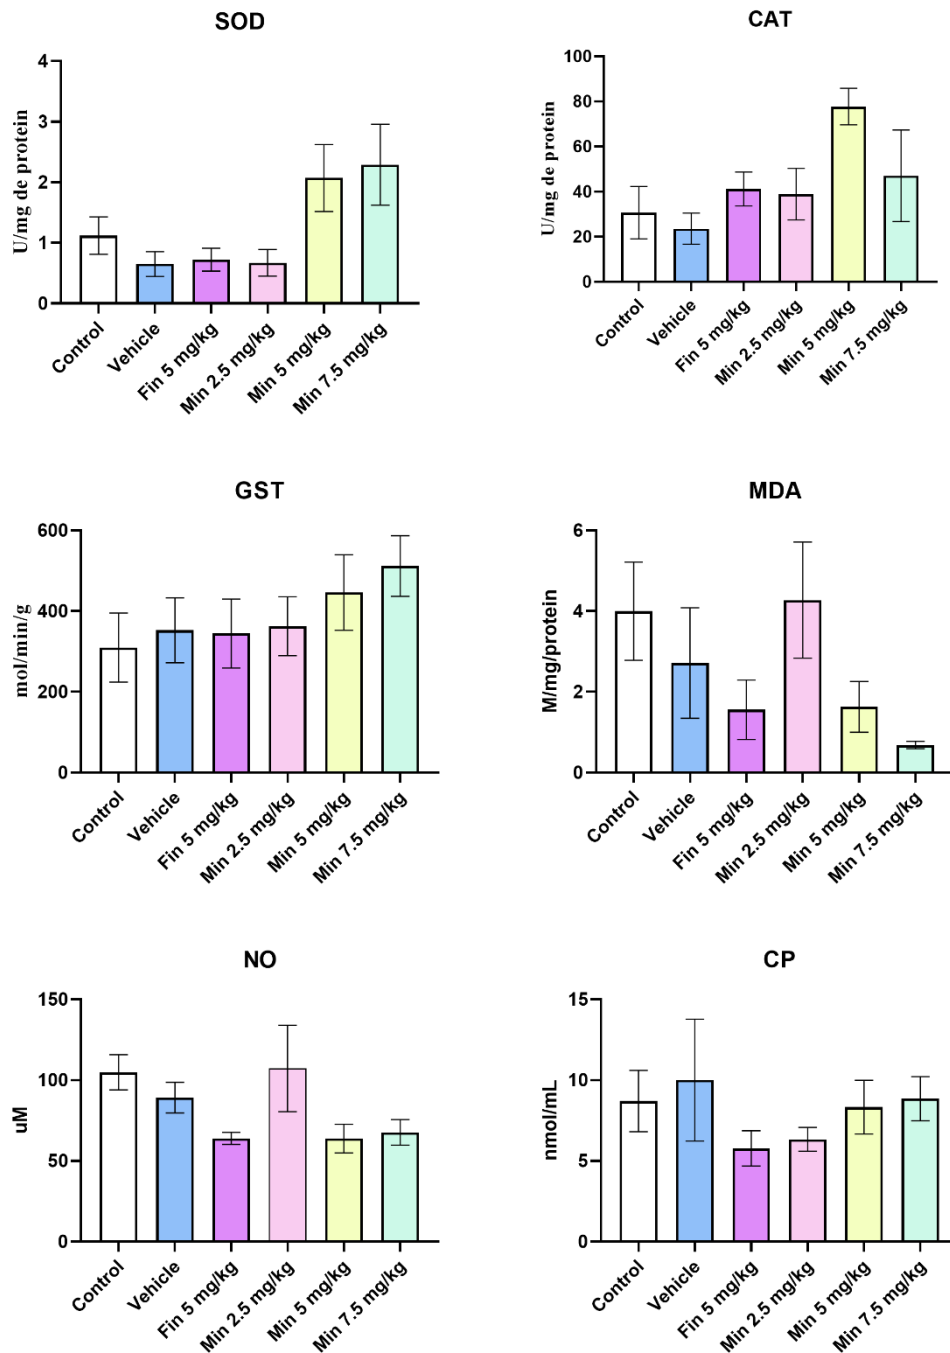 SOD
U/mg de protein
4
3
2
1
0
Control
Vehicle
Fin 5 mg/kg
Min 2.5 mg/kg
Min 5 mg/kg
Min 7.5 mg/kg
CAT
U/mg de protein
100
80
60
40
20
0
Control
Vehicle
Fin 5 mg/kg
Min 2.5 mg/kg
Min 5 mg/kg
Min 7.5 mg/kg
GST
mol/min/g
600
400
200
0
Control
Vehicle
Fin 5 mg/kg
Min 2.5 mg/kg
Min 5 mg/kg
Min 7.5 mg/kg
MDA
M/mg/protein
6
4
2
0
Control
Vehicle
Fin 5 mg/kg
Min 2.5 mg/kg
Min 5 mg/kg
Min 7.5 mg/kg
NO
uM
150
100
50
0
Control
Vehicle
Fin 5 mg/kg
Min 2.5 mg/kg
Min 5 mg/kg
Min 7.5 mg/kg
CP
nmol/mL
15
10
5
0
Control
Vehicle
Fin 5 mg/kg
Min 2.5 mg/kg
Min 5 mg/kg
Min 7.5 mg/kg